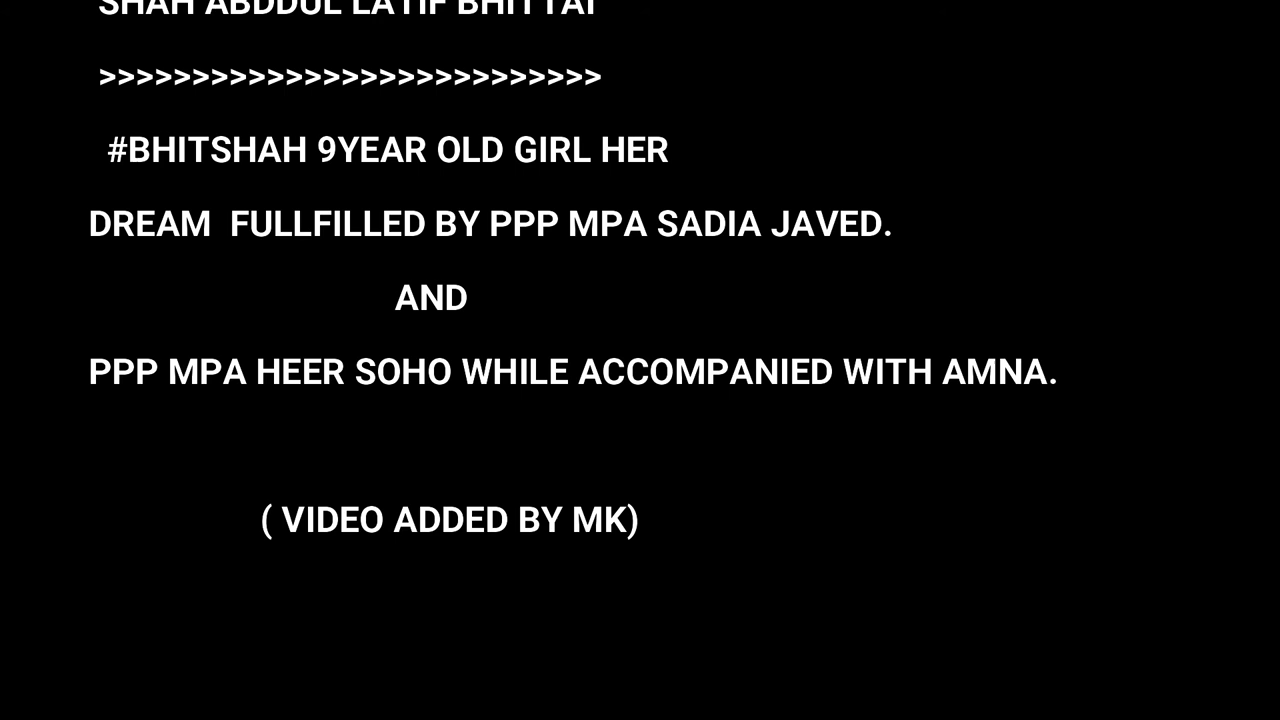 SHAH ABDDUL LATIF BHITTAI
>>>>>>>>>>>>>>>>>>>>>>>>>>>
#BHITSHAH 9YEAR OLD GIRL HER
DREAM  FULLFILLED BY PPP MPA SADIA JAVED.
AND
PPP MPA HEER SOHO WHILE ACCOMPANIED WITH AMNA.
( VIDEO ADDED BY MK)